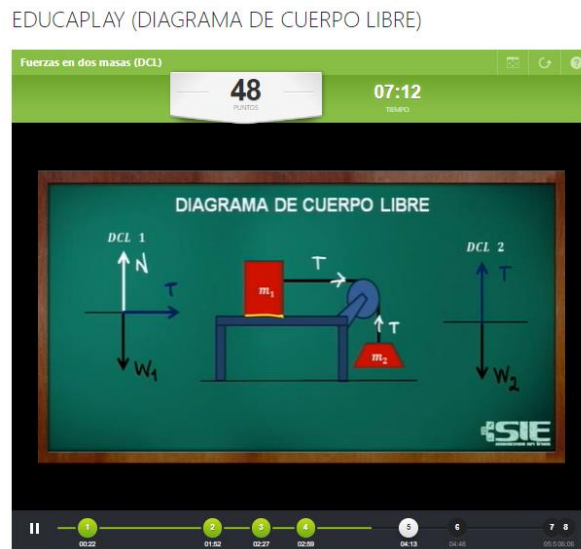 EDUCAPLAY (DIAGRAMA DE CUERPO LIBRE)
Fuerzas en dos masas (DCL)
48
PUNTOS
07:12
TIEMPO
DIAGRAMA DE CUERPO LIBRE
DCL 1
N
T
W₁
T
m₁
T
m₂
DCL 2
T
W₂
SIE
1 2 3 4 5 6 7 8
00:22 01:52 02:27 02:59 04:13 04:48